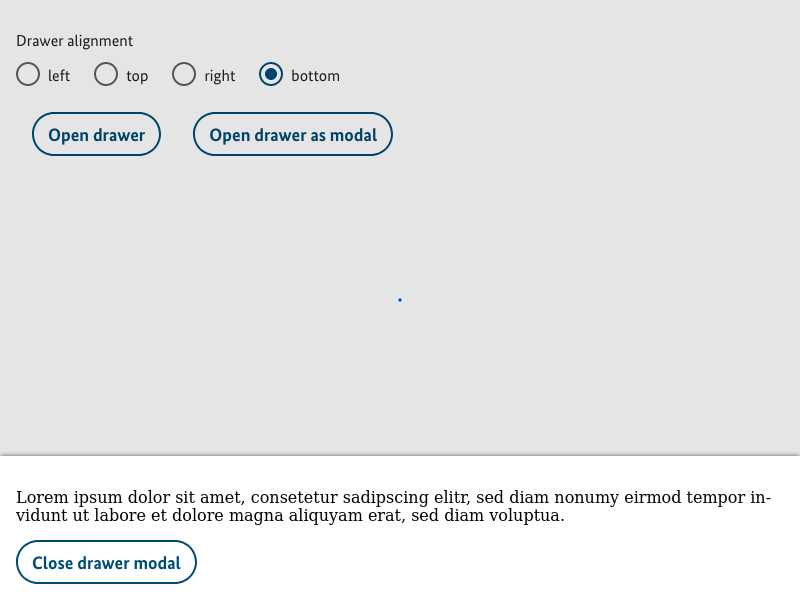 Drawer alignment
left top right bottom
Open drawer Open drawer as modal
Lorem ipsum dolor sit amet, consetetur sadipscing elitr, sed diam nonumy eirmod tempor in-
vidunt ut labore et dolore magna aliquyam erat, sed diam voluptua.
Close drawer modal